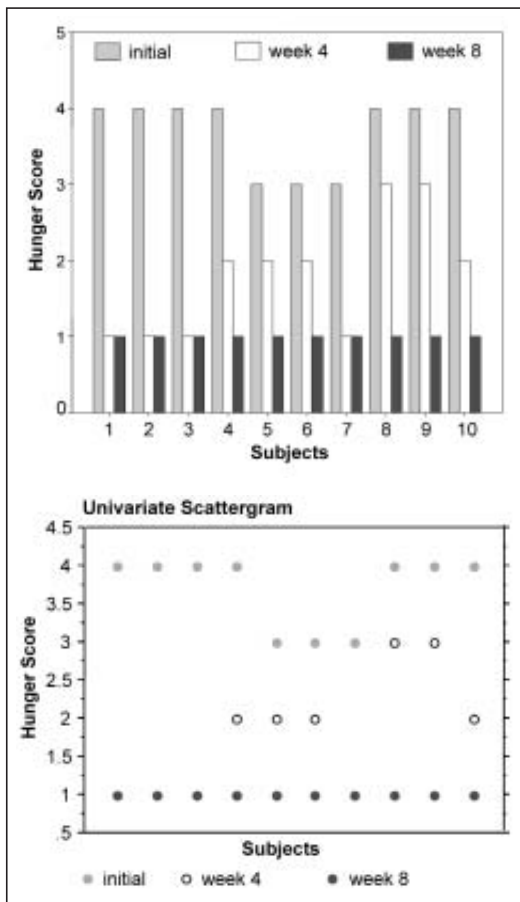 5
initial week 4 week 8
4
3
2
1
0
Hunger Score
1 2 3 4 5 6 7 8 9 10
Subjects
Univariate Scattergram
4.5
4
3.5
3
2.5
2
1.5
1
.5
Hunger Score
Subjects
initial week 4 week 8